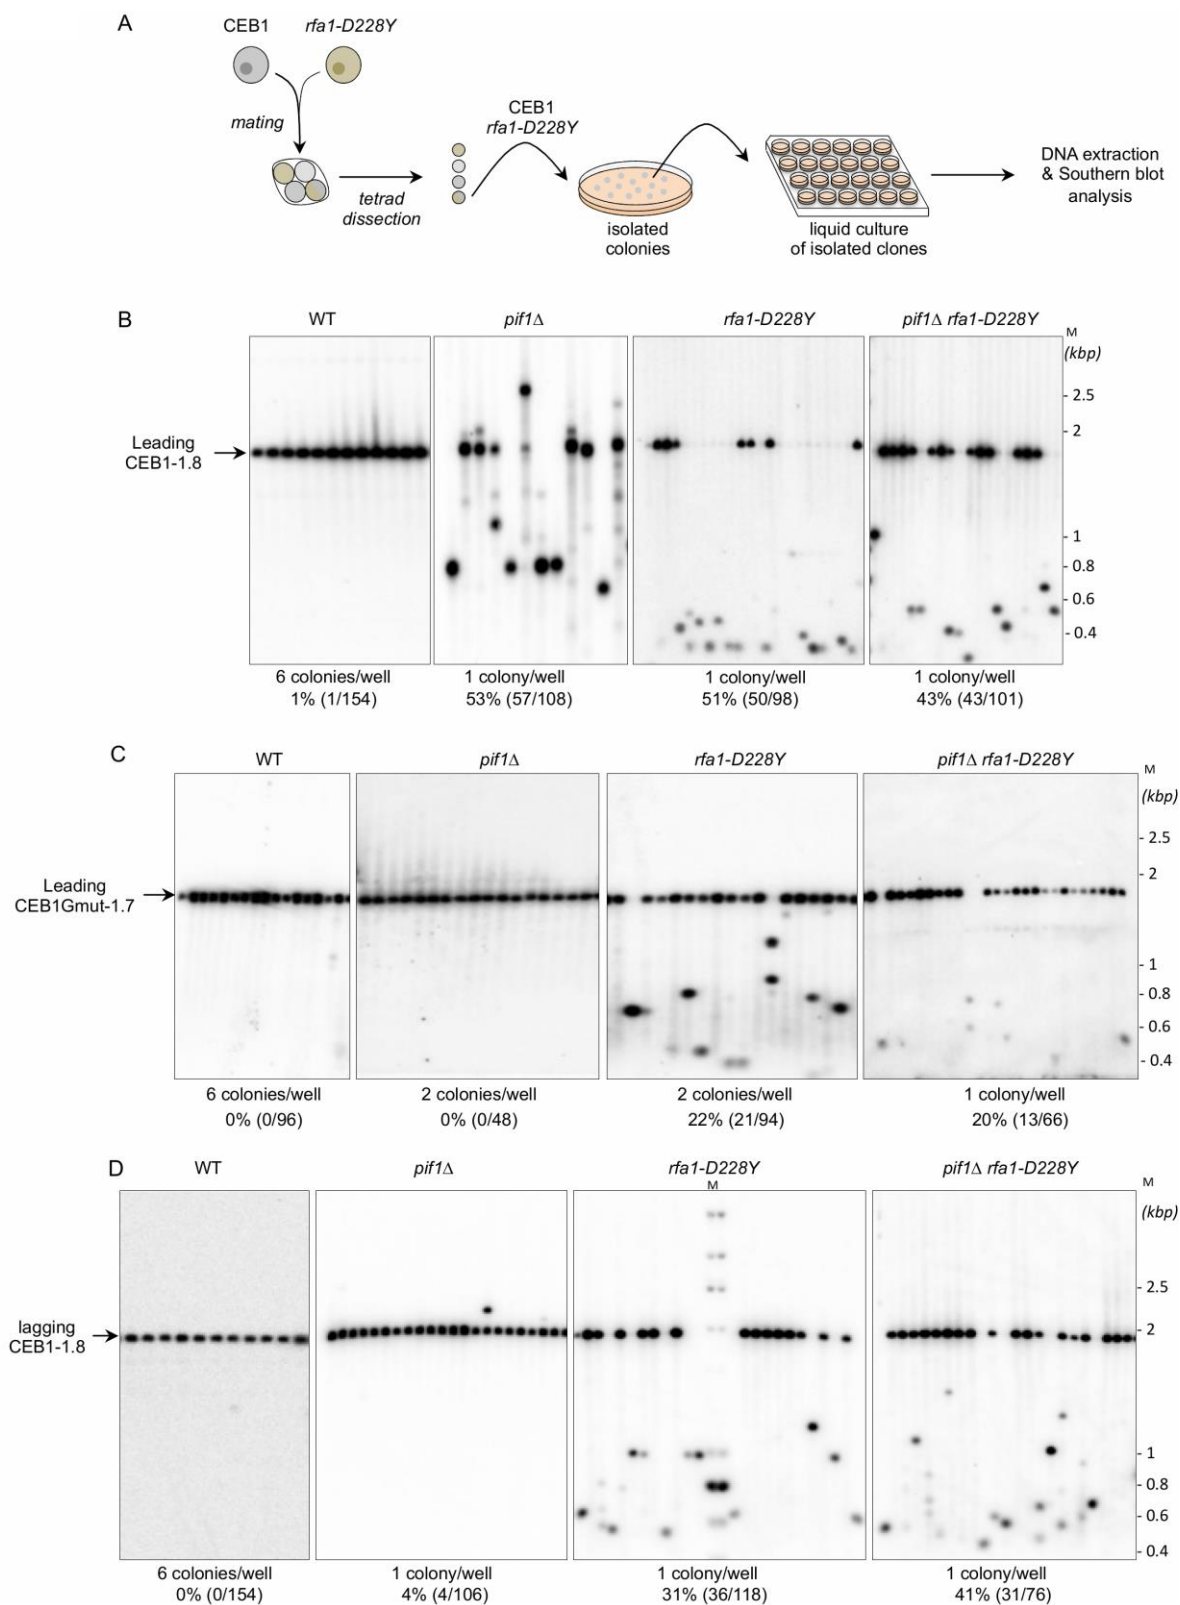 A
CEB1
rfa1-D228Y
mating
tetrad
dissection
CEB1
rfa1-D228Y
isolated
colonies
liquid culture
of isolated clones
DNA extraction
& Southern blot
analysis
B
WT
pif1Δ
rfa1-D228Y
pif1Δ rfa1-D228Y
M
(kbp)
Leading
CEB1-1.8
- 2.5
- 2
- 1
- 0.8
- 0.6
- 0.4
6 colonies/well
1% (1/154)
1 colony/well
53% (57/108)
1 colony/well
51% (50/98)
1 colony/well
43% (43/101)
C
WT
pif1Δ
rfa1-D228Y
pif1Δ rfa1-D228Y
M
(kbp)
Leading
CEB1Gmut-1.7
- 2.5
- 2
- 1
- 0.8
- 0.6
- 0.4
6 colonies/well
0% (0/96)
2 colonies/well
0% (0/48)
2 colonies/well
22% (21/94)
1 colony/well
20% (13/66)
D
WT
pif1Δ
rfa1-D228Y
M
pif1Δ rfa1-D228Y
M
(kbp)
lagging
CEB1-1.8
- 2.5
- 2
- 1
- 0.8
- 0.6
- 0.4
6 colonies/well
0% (0/154)
1 colony/well
4% (4/106)
1 colony/well
31% (36/118)
1 colony/well
41% (31/76)